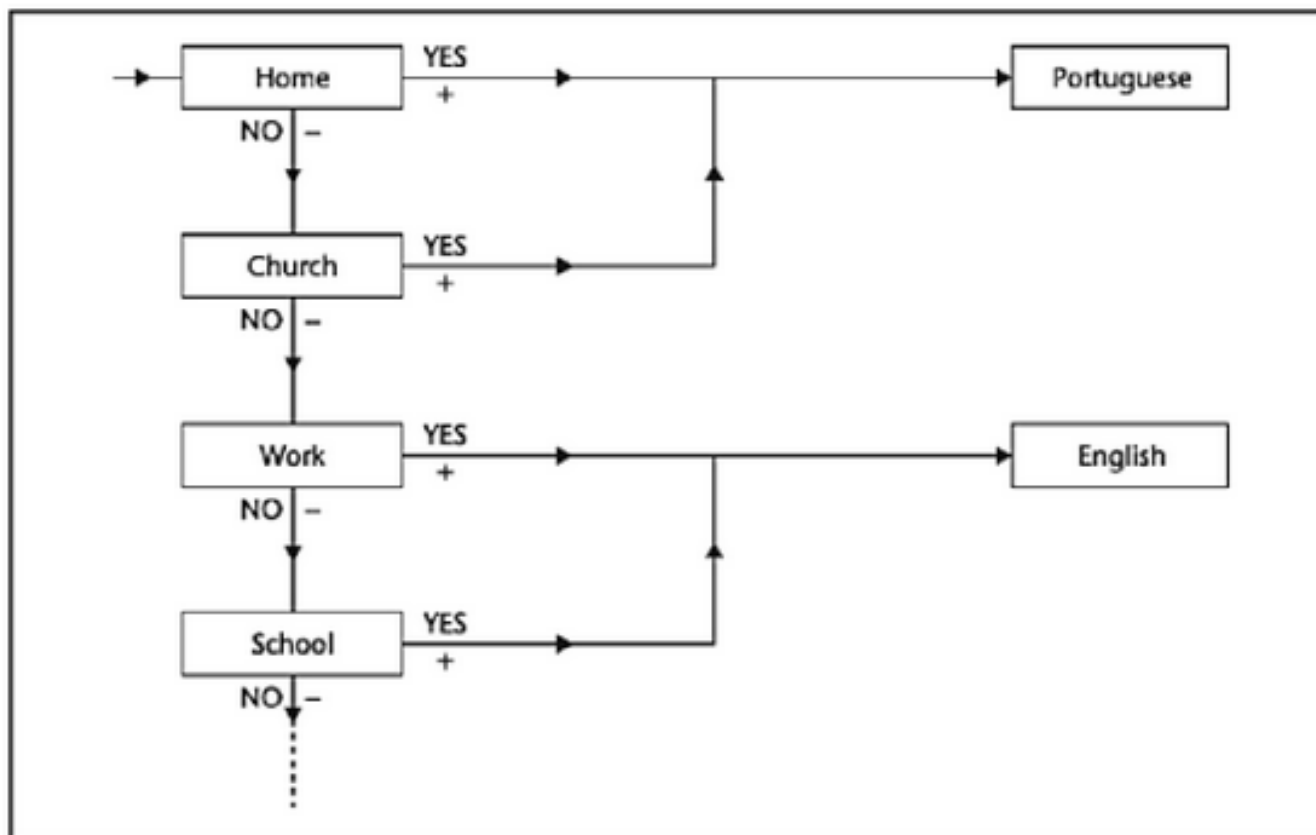 Home
YES
+
Portuguese
NO –
Church
YES
+
NO –
Work
YES
+
English
NO –
School
YES
+
NO –